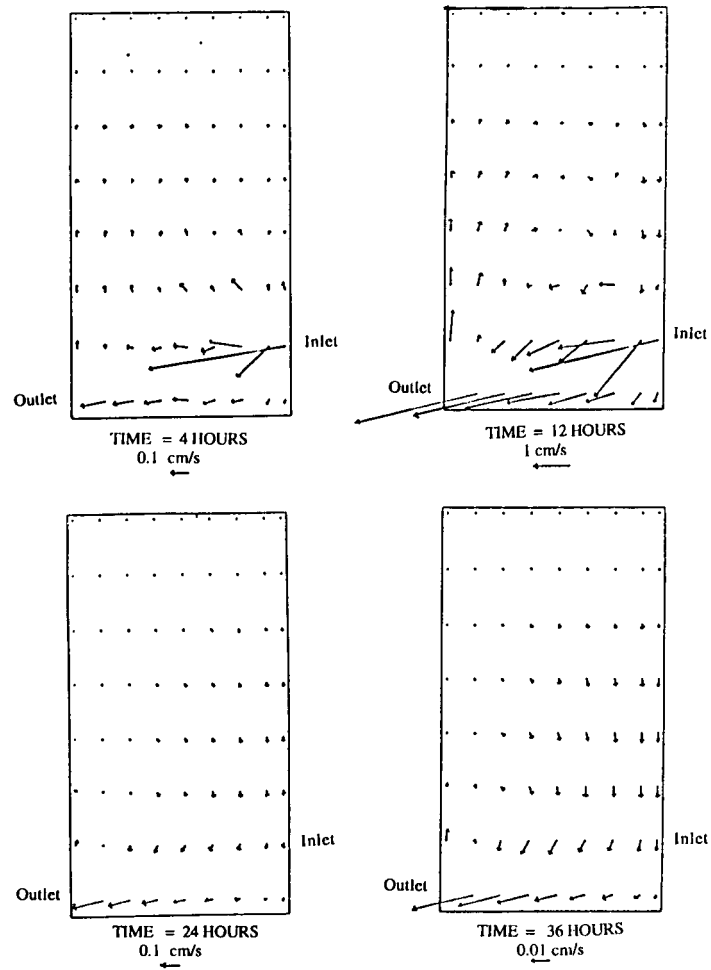 Inlet
Outlet
TIME = 4 HOURS
0.1 cm/s
Inlet
Outlet
TIME = 12 HOURS
1 cm/s
Inlet
Outlet
TIME = 24 HOURS
0.1 cm/s
Inlet
Outlet
TIME = 36 HOURS
0.01 cm/s